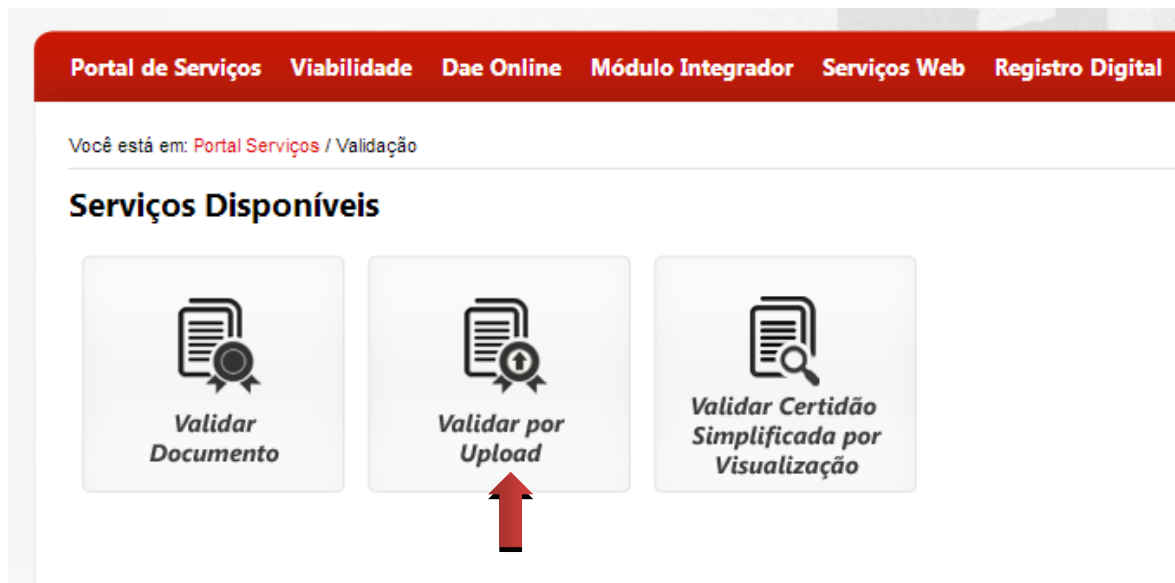 Portal de Serviços Viabilidade Dae Online Módulo Integrador Serviços Web Registro Digital
Você está em: Portal Serviços / Validação
Serviços Disponíveis
Validar
Documento
Validar por
Upload
Validar Certidão
Simplificada por
Visualização